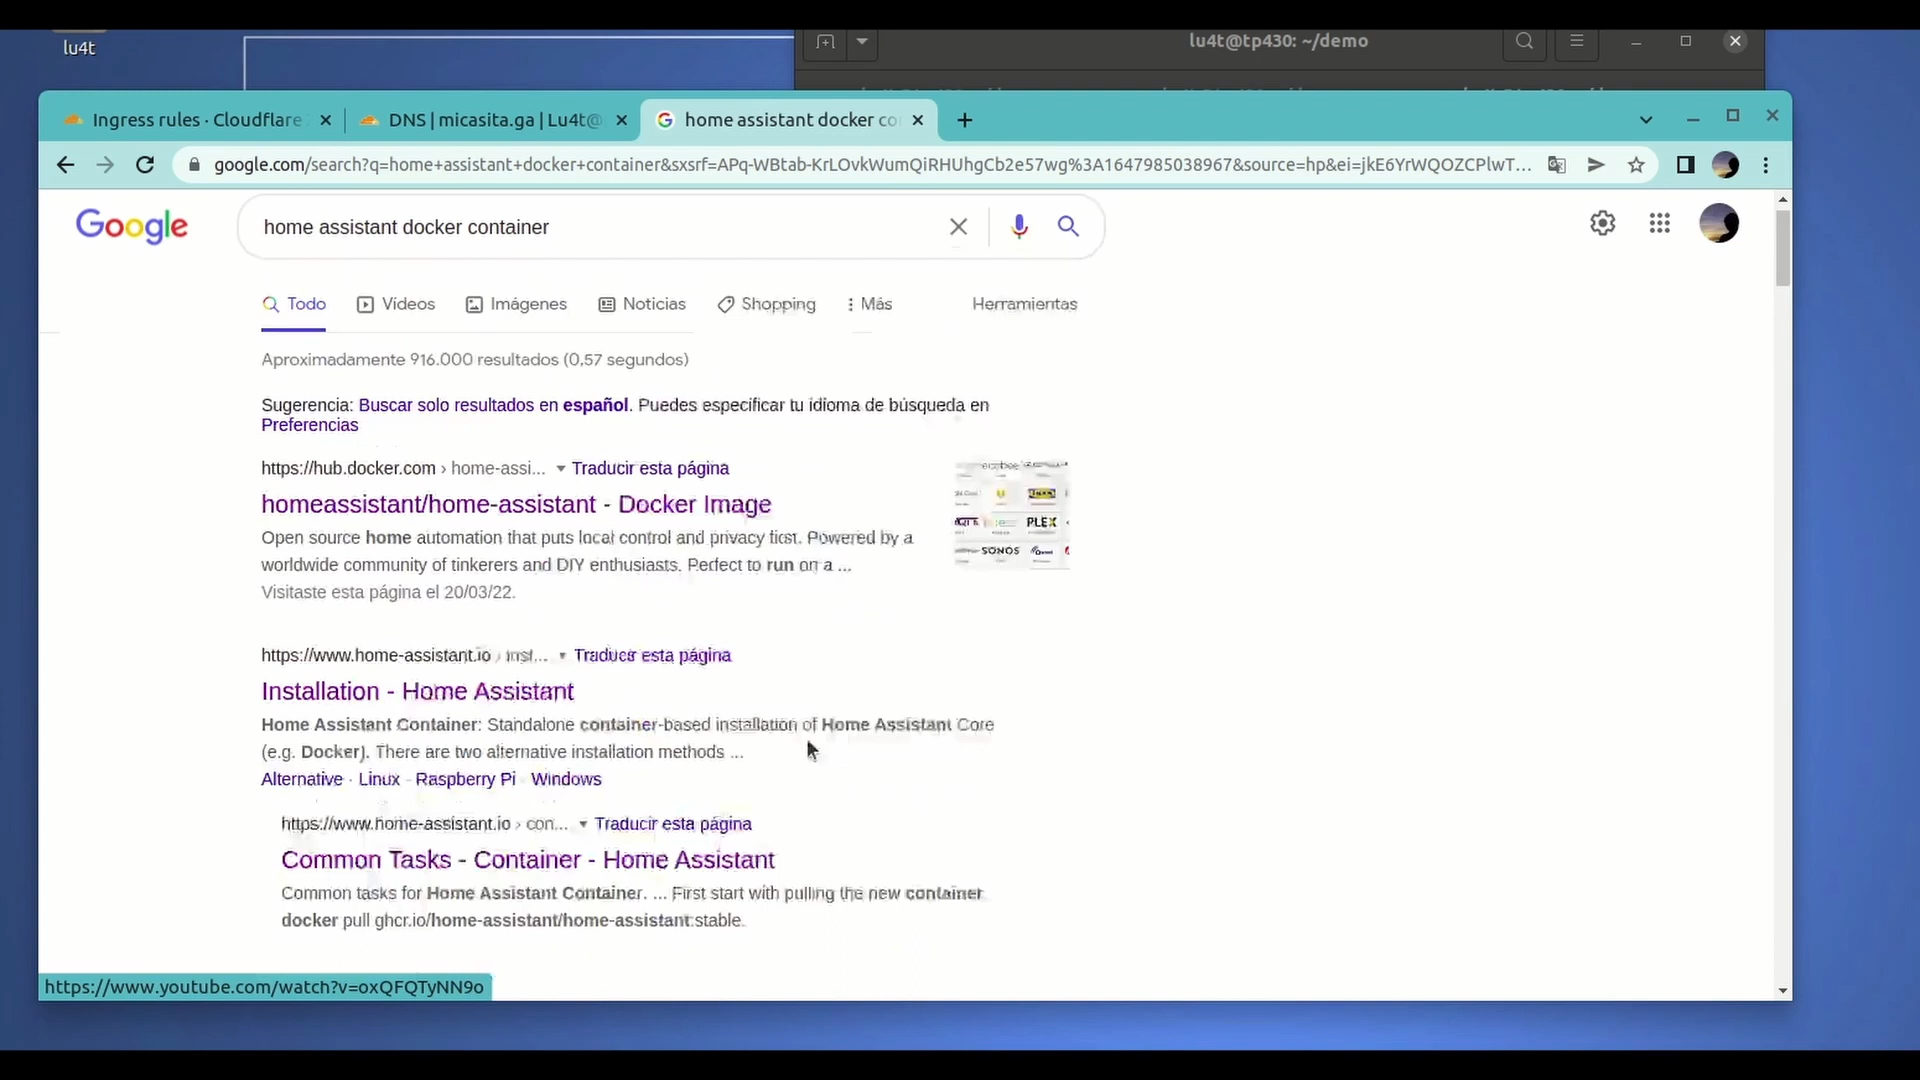 lu4t
lu4t@tp430: ~/demo
Ingress rules · Cloudflare
DNS | micasita.ga | Lu4t@
home assistant docker co
google.com/search?q=home+assistant+docker+container&sxsrf=APq-WBtab-KrLOvkWumQiRHUhgCb2e57wg%3A1647985038967&source=hp&ei=jkE6YrWQOZCPlwT...
Google
home assistant docker container
Todo
Vídeos
Imágenes
Noticias
Shopping
Más
Herramientas
Aproximadamente 916.000 resultados (0,57 segundos)
Sugerencia: Buscar solo resultados en español. Puedes especificar tu idioma de búsqueda en
Preferencias
https://hub.docker.com › home-assi... Traducir esta página
homeassistant/home-assistant - Docker Image
Open source home automation that puts local control and privacy first. Powered by a
worldwide community of tinkerers and DIY enthusiasts. Perfect to run on a ...
Visitaste esta página el 20/03/22.
PLEX
SONOS
https://www.home-assistant.io › inst... Traducir esta página
Installation - Home Assistant
Home Assistant Container: Standalone container-based installation of Home Assistant Core
(e.g. Docker). There are two alternative installation methods ...
Alternative · Linux · Raspberry Pi · Windows
https://www.home-assistant.io › con... Traducir esta página
Common Tasks - Container - Home Assistant
Common tasks for Home Assistant Container. ... First start with pulling the new container.
docker pull ghcr.io/home-assistant/home-assistant:stable.
https://www.youtube.com/watch?v=oxQFQTyNN9o